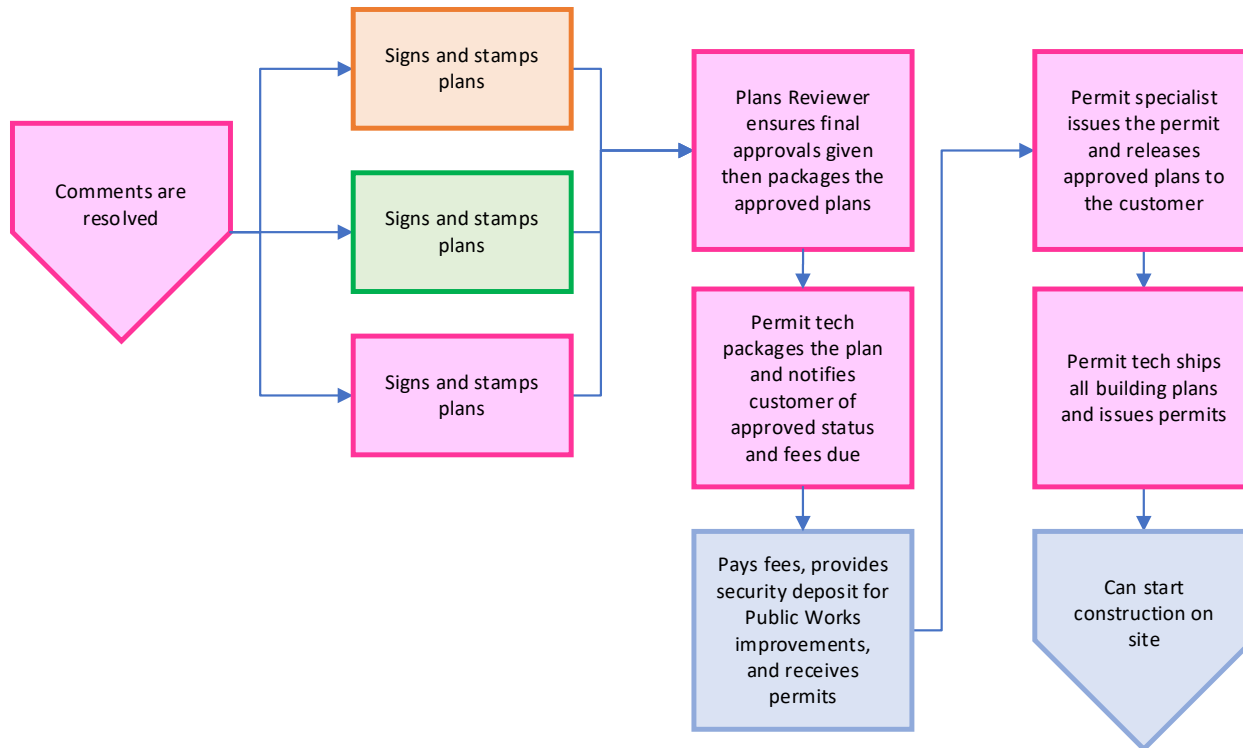 Comments are
resolved
Signs and stamps
plans
Signs and stamps
plans
Signs and stamps
plans
Plans Reviewer
ensures final
approvals given
then packages the
approved plans
Permit tech
packages the plan
and notifies
customer of
approved status
and fees due
Pays fees, provides
security deposit for
Public Works
improvements,
and receives
permits
Permit specialist
issues the permit
and releases
approved plans to
the customer
Permit tech ships
all building plans
and issues permits
Can start
construction on
site